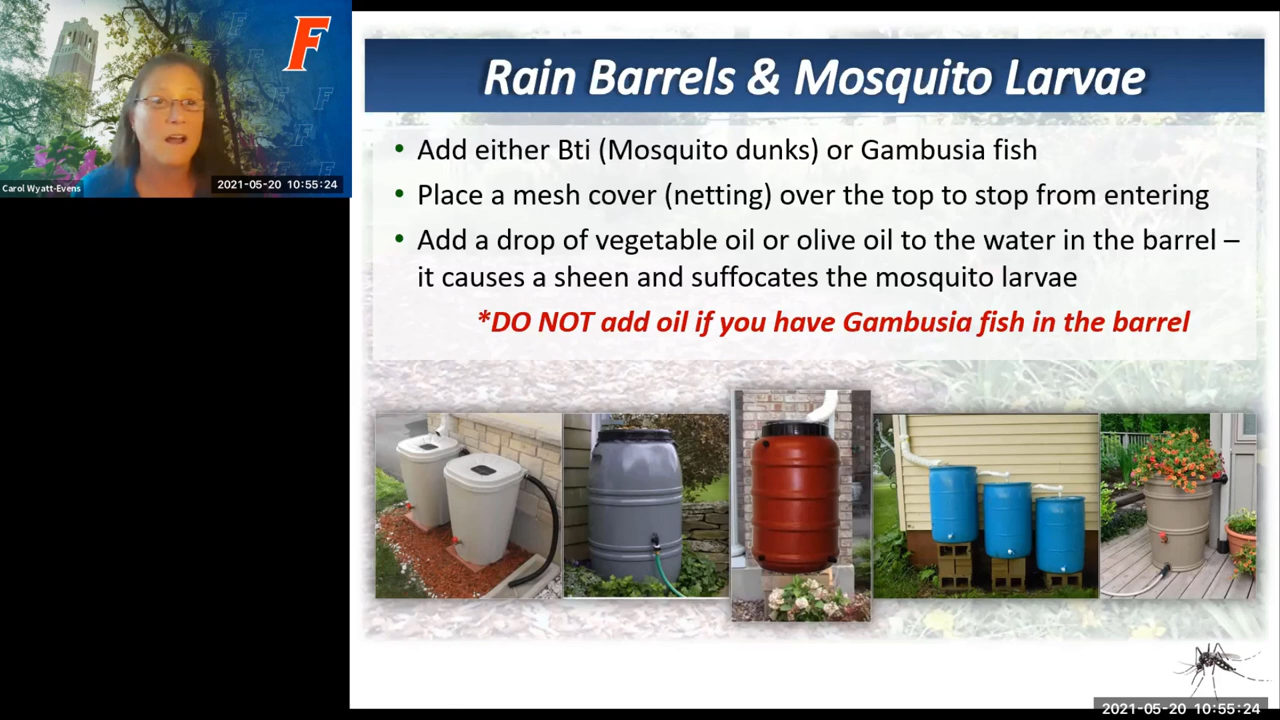 F
Carol Wyatt-Evens
2021-05-20 10:55:24
Rain Barrels & Mosquito Larvae
• Add either Bti (Mosquito dunks) or Gambusia fish
• Place a mesh cover (netting) over the top to stop from entering
• Add a drop of vegetable oil or olive oil to the water in the barrel –
it causes a sheen and suffocates the mosquito larvae
*DO NOT add oil if you have Gambusia fish in the barrel
2021-05-20 10:55:24